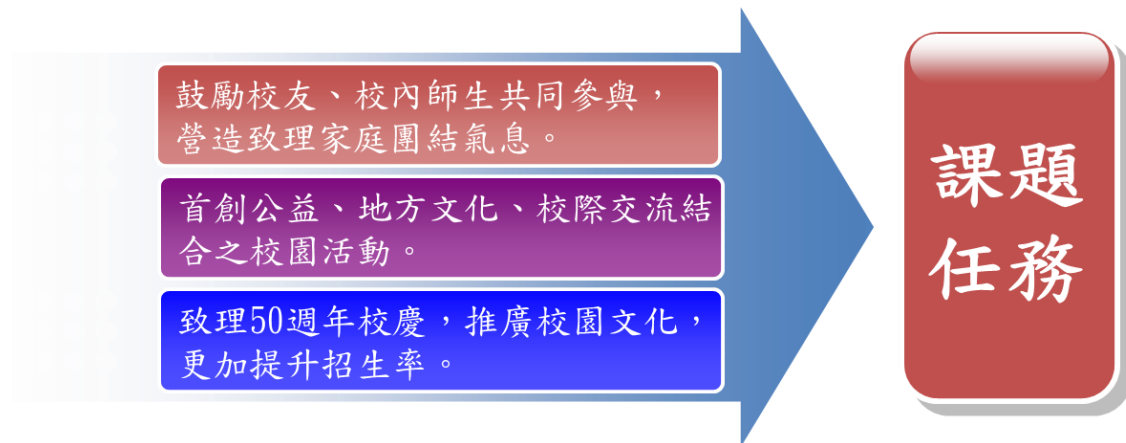 鼓勵校友、校內師生共同參與，
營造致理家庭團結氣息。
首創公益、地方文化、校際交流結
合之校園活動。
致理50週年校慶，推廣校園文化，
更加提升招生率。
課題
任務